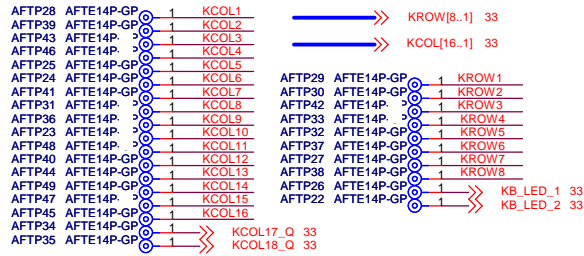 AFTP28 AFTE14P-GP 1 KCOL1
AFTP39 AFTE14P-GP 1 KCOL2
AFTP43 AFTE14P- P 1 KCOL3
AFTP46 AFTE14P- P 1 KCOL4
AFTP25 AFTE14P-GP 1 KCOL5
AFTP24 AFTE14P-GP 1 KCOL6
AFTP41 AFTE14P-GP 1 KCOL7
AFTP31 AFTE14P- P 1 KCOL8
AFTP36 AFTE14P- P 1 KCOL9
AFTP23 AFTE14P- P 1 KCOL10
AFTP48 AFTE14P- P 1 KCOL11
AFTP40 AFTE14P-GP 1 KCOL12
AFTP44 AFTE14P-GP 1 KCOL13
AFTP49 AFTE14P-GP 1 KCOL14
AFTP47 P 1 KCOL15
AFTP45 AFTE14P-GP 1 KCOL16
AFTP34 AFTE14P-GP 1 KCOL17_Q 33
AFTP35 AFTE14P-GP 1 KCOL18_Q 33
KROW[8..1] 33
KCOL[16..1] 33
AFTP29 AFTE14P-GP 1 KROW1
AFTP30 AFTE14P-GP 1 KROW2
AFTP42 AFTE14P- P 1 KROW3
AFTP33 AFTE14P- P 1 KROW4
AFTP32 AFTE14P-GP 1 KROW5
AFTP37 AFTE14P-GP 1 KROW6
AFTP27 AFTE14P-GP 1 KROW7
AFTP38 AFTE14P-GP 1 KROW8
AFTP26 AFTE14P-GP 1 KB_LED_1 33
AFTP22 AFTE14P-GP 1 KB_LED_2 33